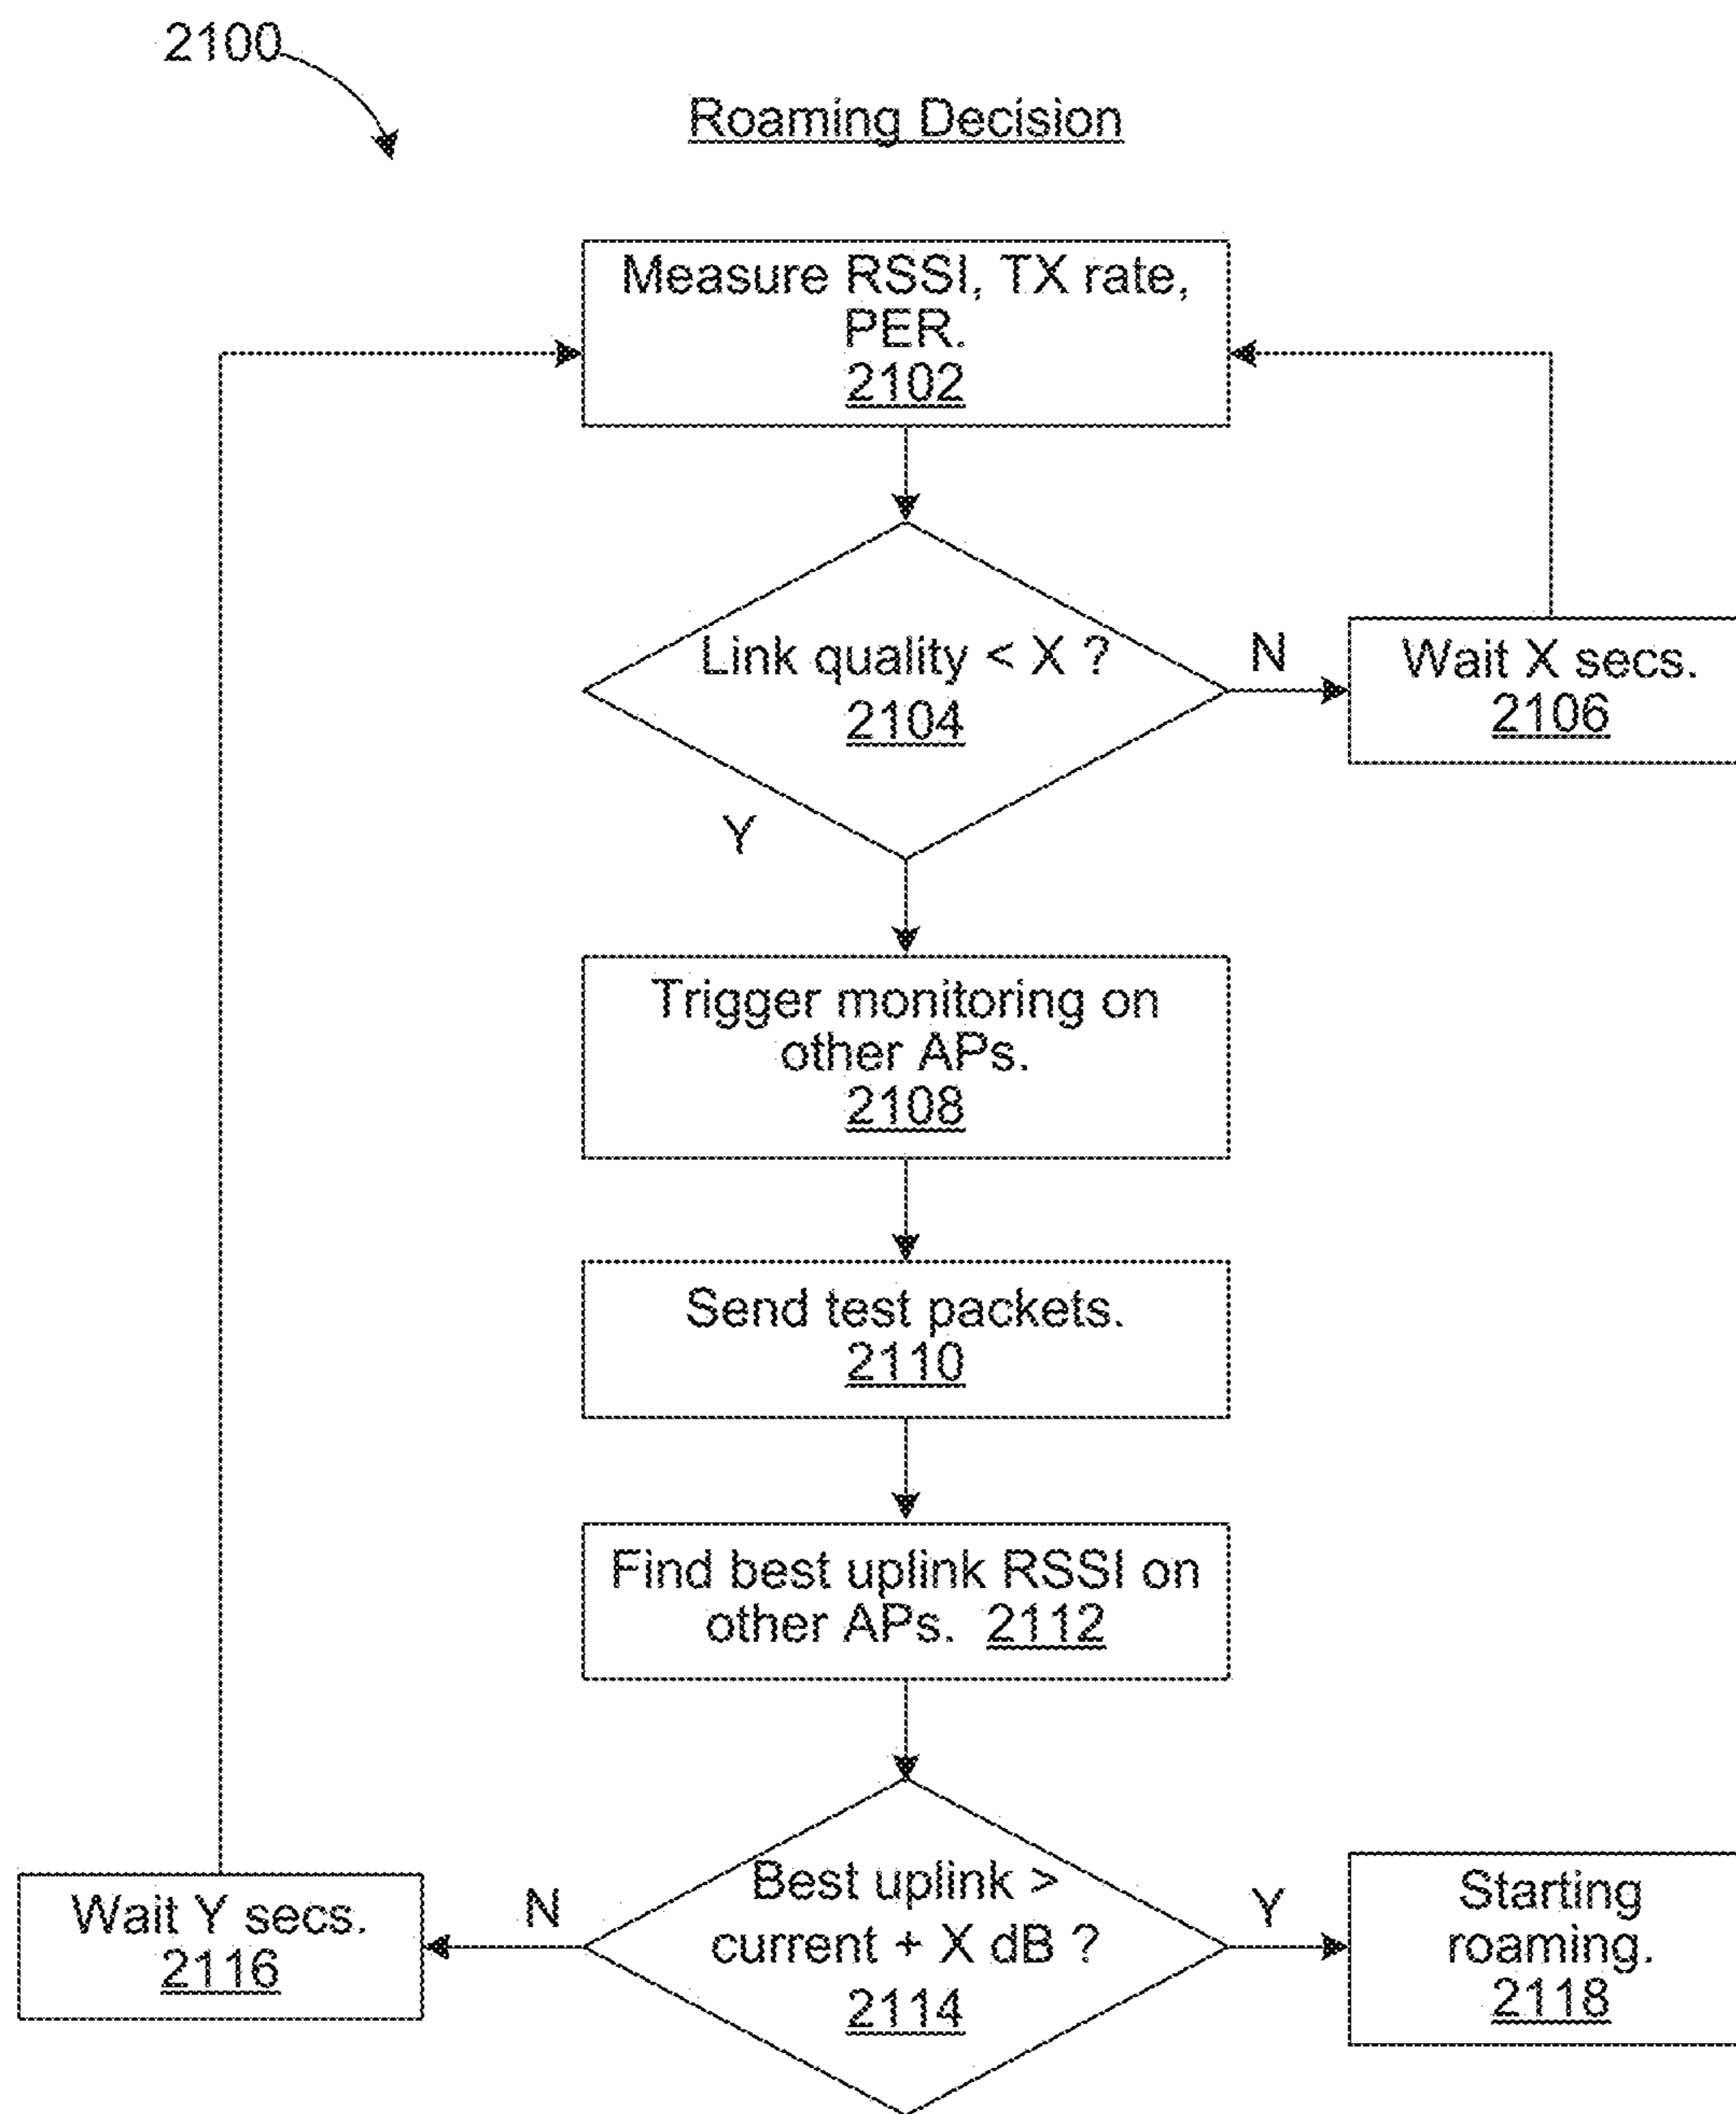 2100
Roaming Decision
Measure RSSI, TX rate,
PER.
2102
Link quality < X ?
2104
N
Wait X secs.
2106
Y
Trigger monitoring on
other APs.
2108
Send test packets.
2110
Find best uplink RSSI on
other APs. 2112
Best uplink >
current + X dB ?
2114
N
Wait Y secs.
2116
Y
Starting
roaming.
2118